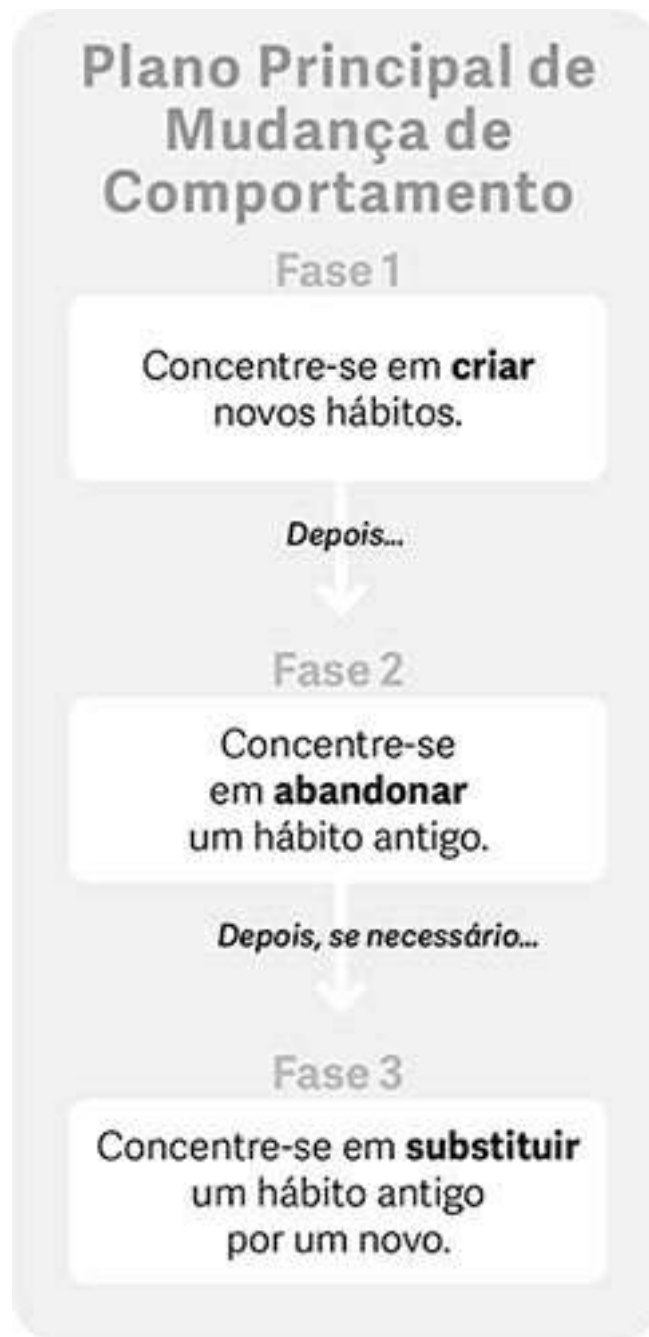 Plano Principal de
Mudança de
Comportamento
Fase 1
Concentre-se em criar
novos hábitos.
Depois...
Fase 2
Concentre-se
em abandonar
um hábito antigo.
Depois, se necessário...
Fase 3
Concentre-se em substituir
um hábito antigo
por um novo.